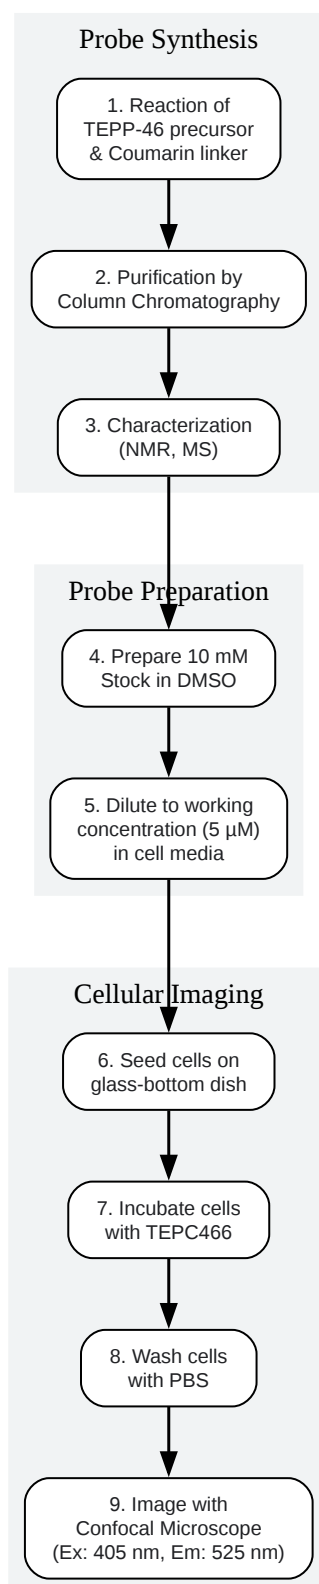 Probe Synthesis
1. Reaction of
TEPP-46 precursor
& Coumarin linker
2. Purification by
Column Chromatography
3. Characterization
(NMR, MS)
Probe Preparation
4. Prepare 10 mM
Stock in DMSO
5. Dilute to working
concentration (5 µM)
in cell media
Cellular Imaging
6. Seed cells on
glass-bottom dish
7. Incubate cells
with TEPC466
8. Wash cells
with PBS
9. Image with
Confocal Microscope
(Ex: 405 nm, Em: 525 nm)